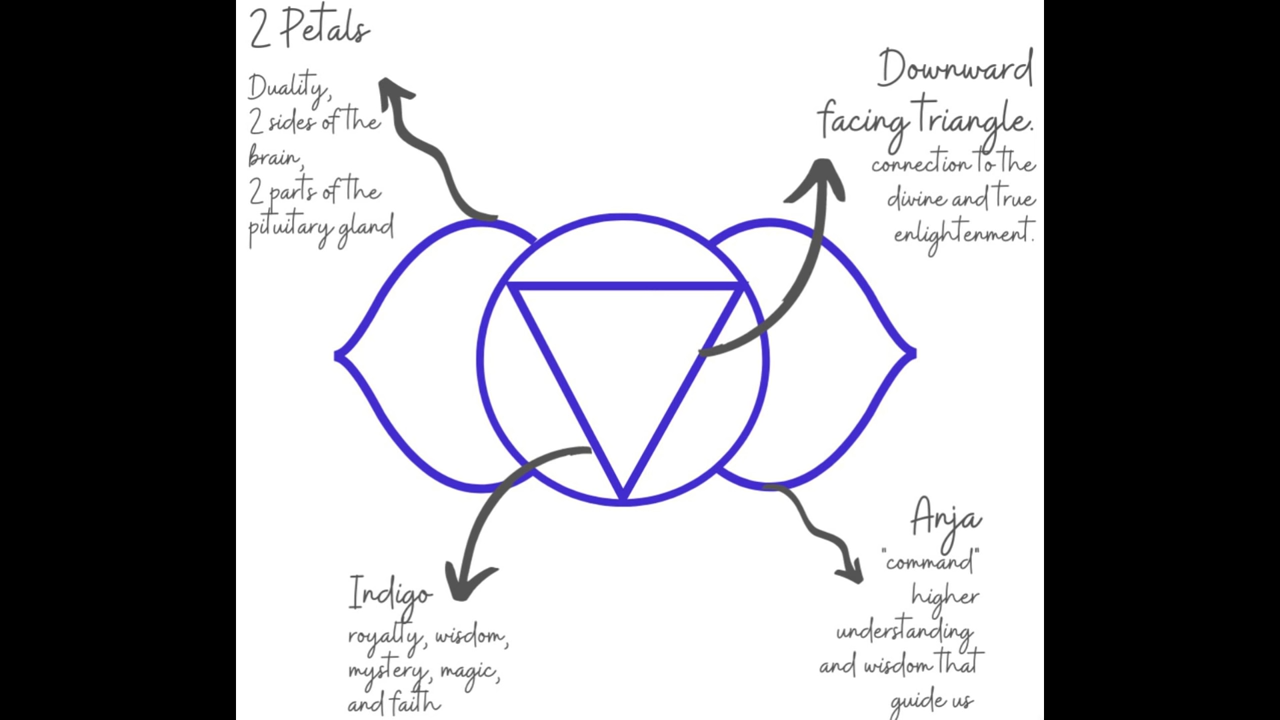 2 Petals
Duality,
2 sides of the
brain,
2 parts of the
pituitary gland
Downward
facing Triangle.
connection to the
divine and true
enlightenment.
Indigo
royalty, wisdom,
mystery, magic,
and faith
Anja
"command"
higher
understanding
and wisdom that
guide us